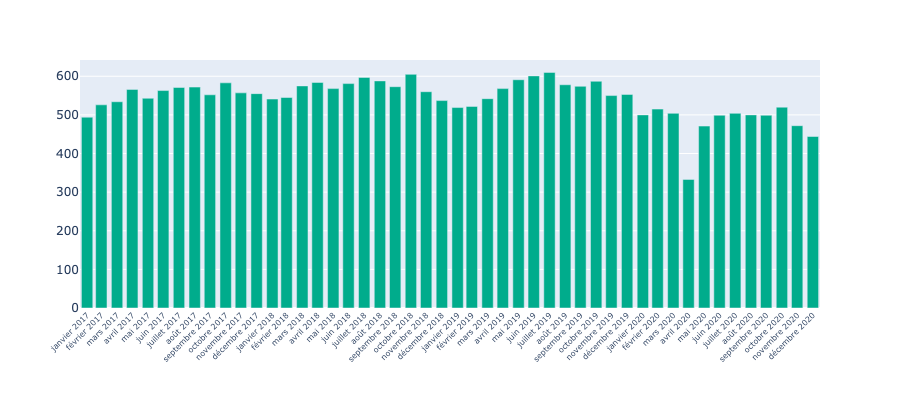 600
500
400
300
200
100
0
janvier 2017
février 2017
mars 2017
avril 2017
mai 2017
juin 2017
juillet 2017
août 2017
septembre 2017
octobre 2017
novembre 2017
décembre 2017
janvier 2018
février 2018
mars 2018
avril 2018
mai 2018
juin 2018
juillet 2018
août 2018
septembre 2018
octobre 2018
novembre 2018
décembre 2018
janvier 2019
février 2019
mars 2019
avril 2019
mai 2019
juin 2019
juillet 2019
août 2019
septembre 2019
octobre 2019
novembre 2019
décembre 2019
janvier 2020
février 2020
mars 2020
avril 2020
mai 2020
juin 2020
juillet 2020
août 2020
septembre 2020
octobre 2020
novembre 2020
décembre 2020